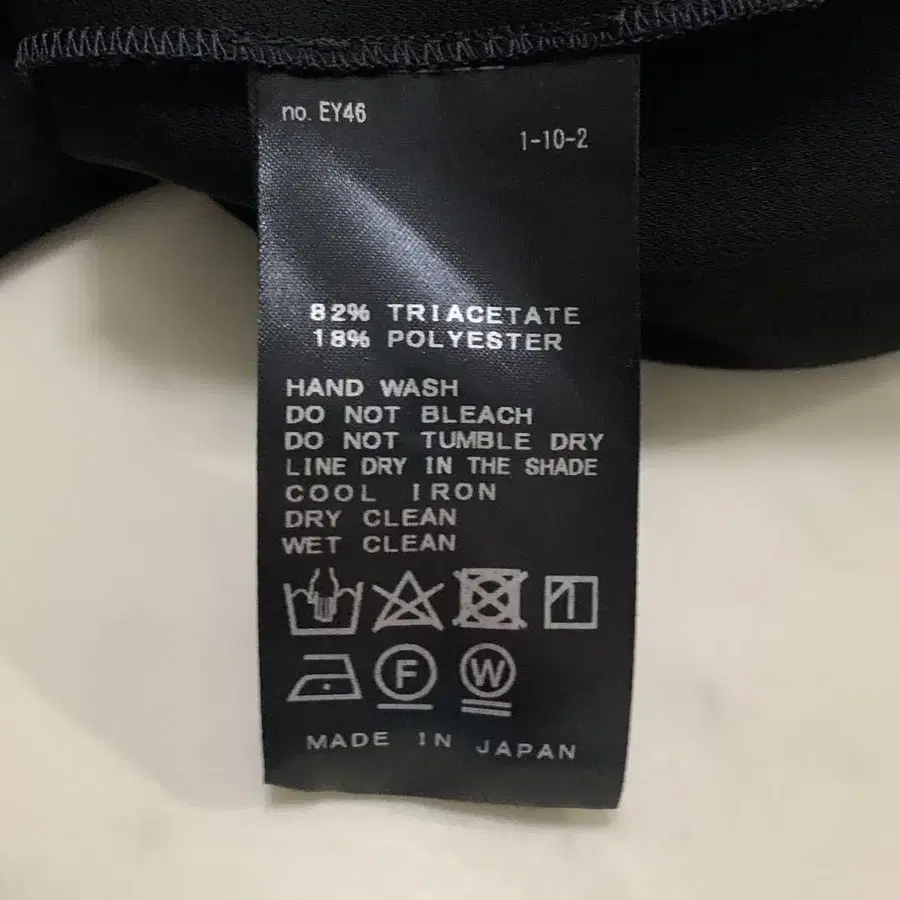 no. EY46
1-10-2
82% TRIACETATE
18% POLYESTER
HAND WASH
DO NOT BLEACH
DO NOT TUMBLE DRY
LINE DRY IN THE SHADE
COOL IRON
DRY CLEAN
WET CLEAN
F W
MADE IN JAPAN